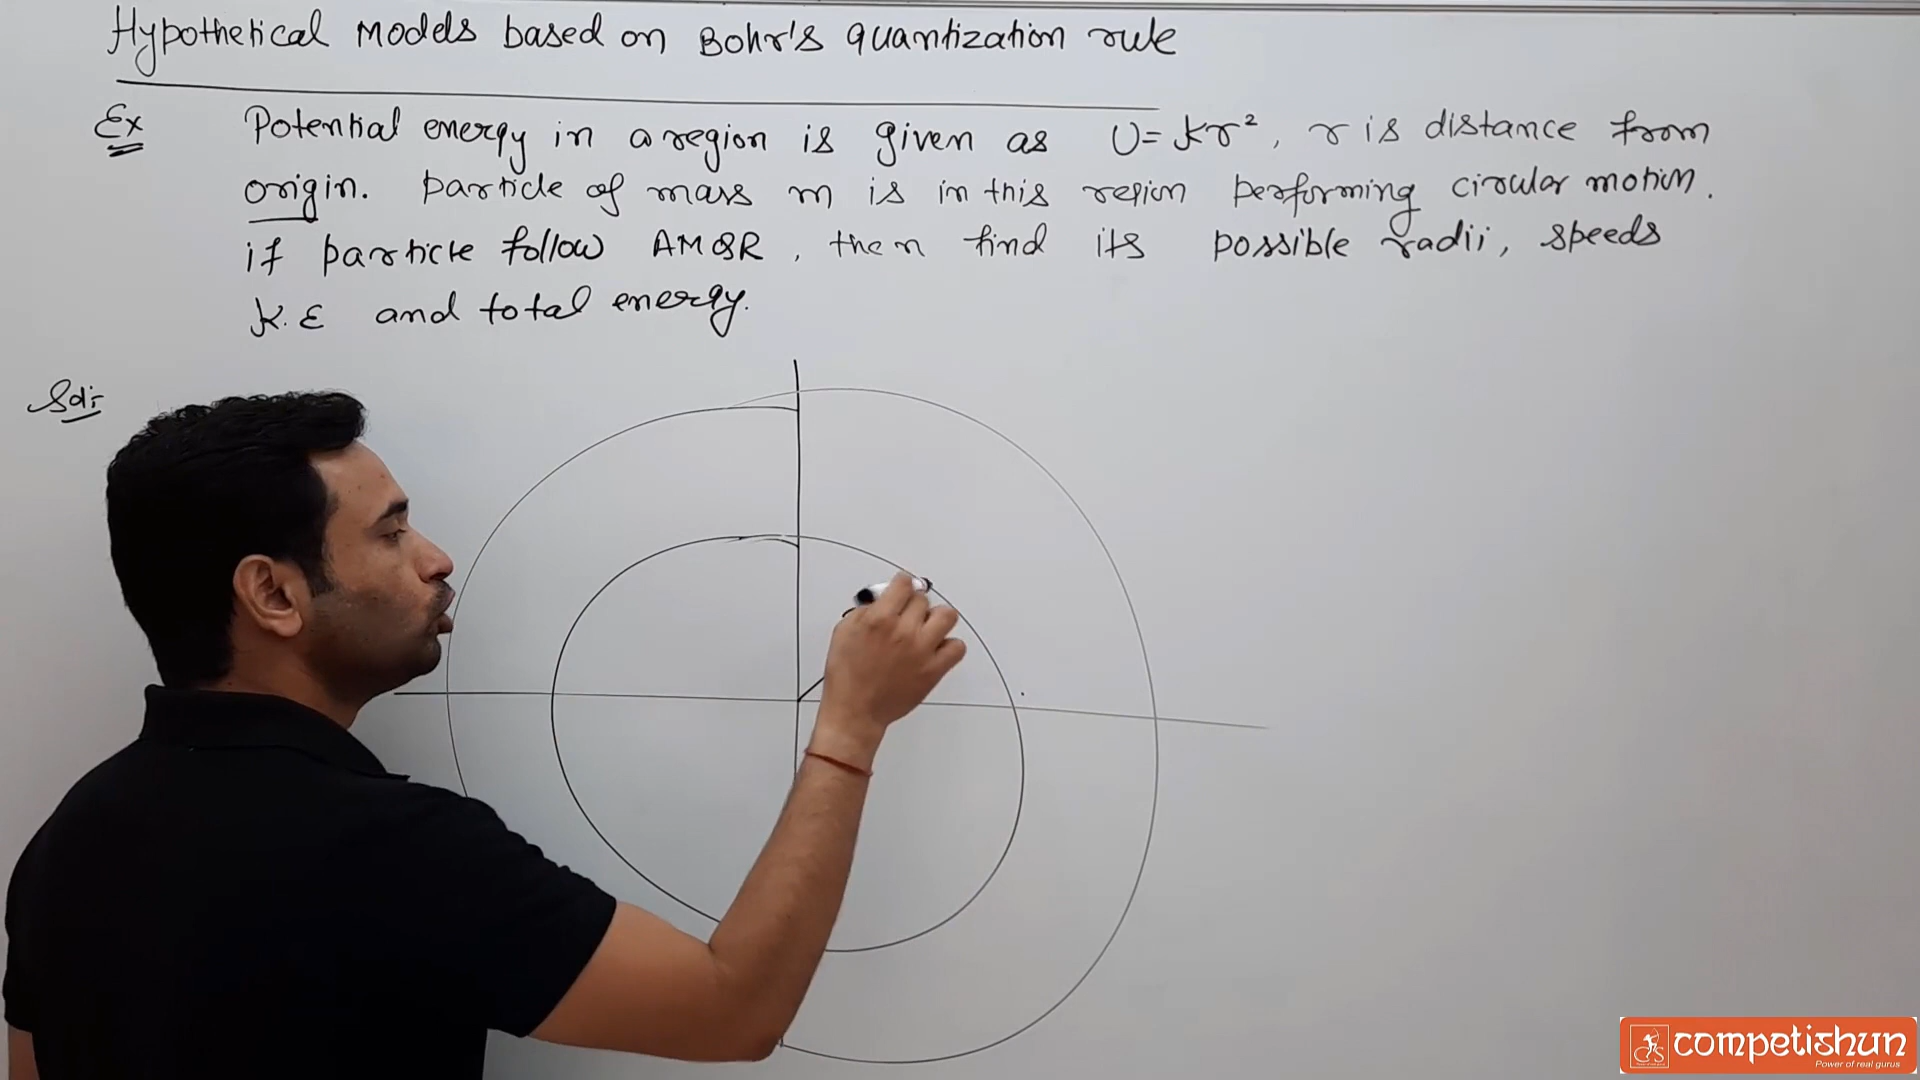 Hypothetical Models based on Bohr's quantization rule
Ex Potential energy in a region is given as U=kr², r is distance from
origin. particle of mass m is in this region performing circular motion.
if particle follow AMQR, then find its possible radii, speeds
K.E and total energy.
Sol:
competishun
Power of real gurus